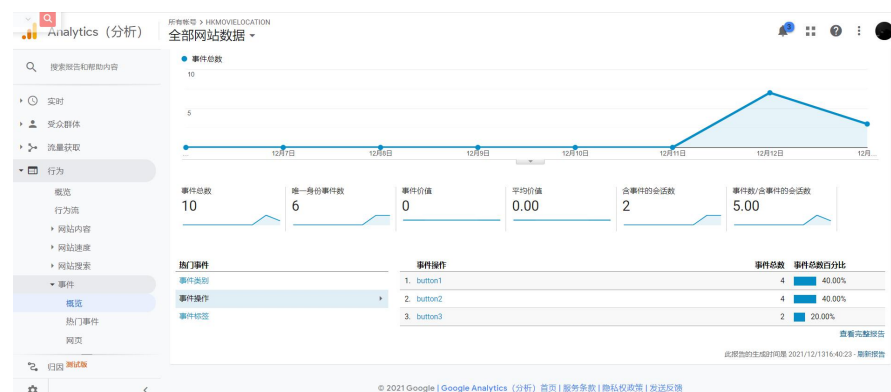 Analytics（分析）
所有帐号 > HKMOVIELOCATION
全部网站数据
3
搜索报告和帮助内容
实时
受众群体
流量获取
行为
概览
行为流
网站内容
网站速度
网站搜索
事件
概览
热门事件
网页
归因 测试版
事件总数
10
5
... 12月7日 12月8日 12月9日 12月10日 12月11日 12月12日 12月...
事件总数 唯一身份事件数 事件价值 平均价值 含事件的会话数 事件数/含事件的会话数
10 6 0 0.00 2 5.00
热门事件 事件操作 事件总数 事件总数百分比
事件类别 1. button1 4 40.00%
事件操作 2. button2 4 40.00%
事件标签 3. button3 2 20.00%
查看完整报告
此报告的生成时间是 2021/12/1316:40:23 - 刷新报告
© 2021 Google | Google Analytics（分析）首页 | 服务条款 | 隐私权政策 | 发送反馈